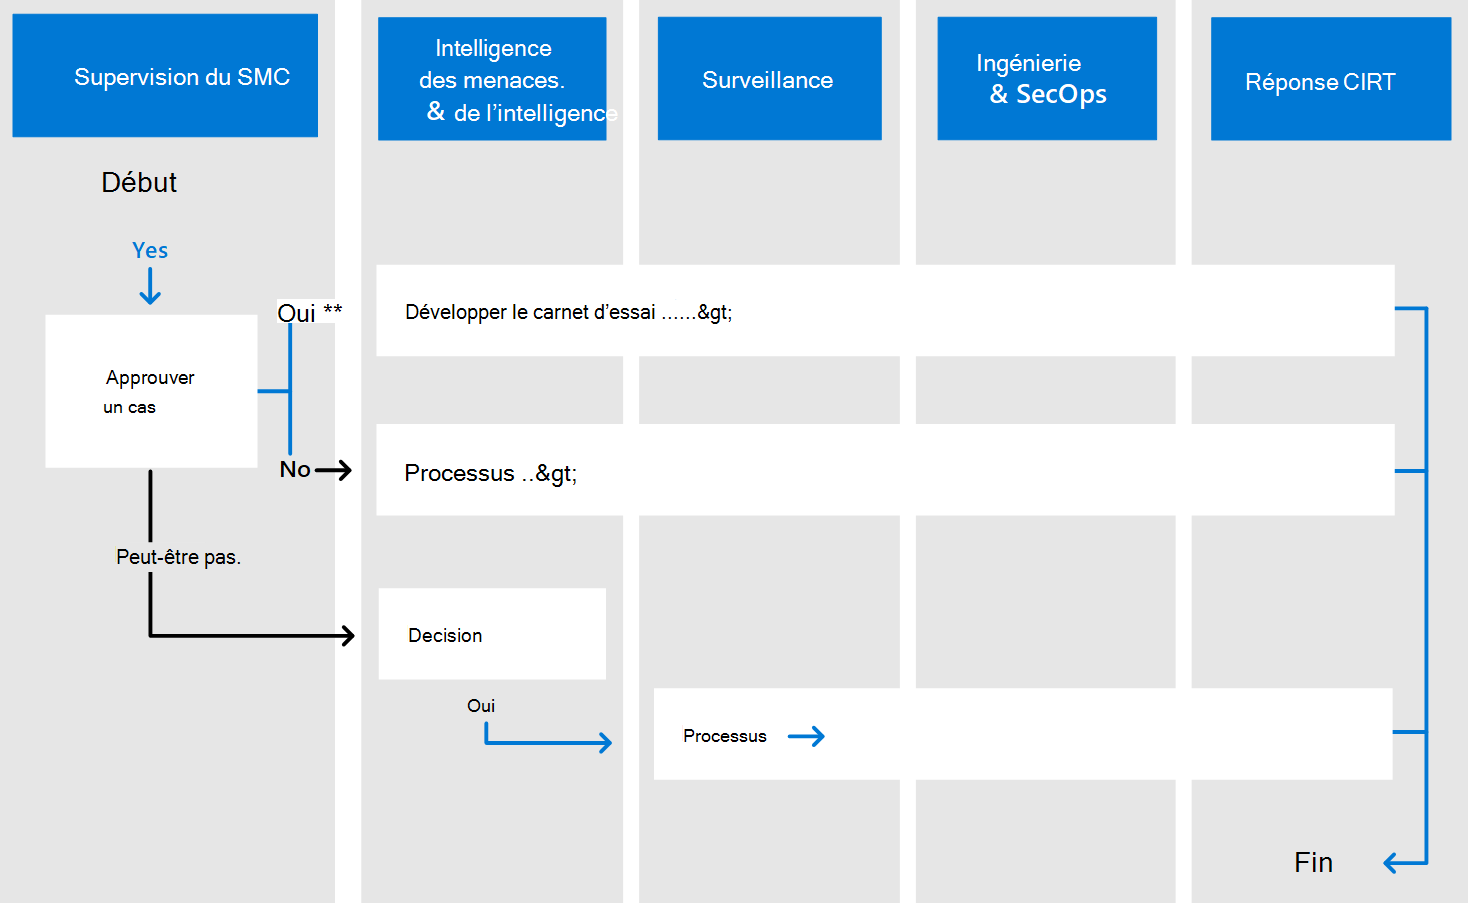 Supervision du SMC
Intelligence
des menaces.
& de l’intelligence
Surveillance
Ingénierie
& SecOps
Réponse CIRT
Début
Yes
Oui **
Développer le carnet d’essai ......&gt;
Approuver
un cas
No
Processus ..&gt;
Peut-être pas.
Decision
Oui
Processus
Fin